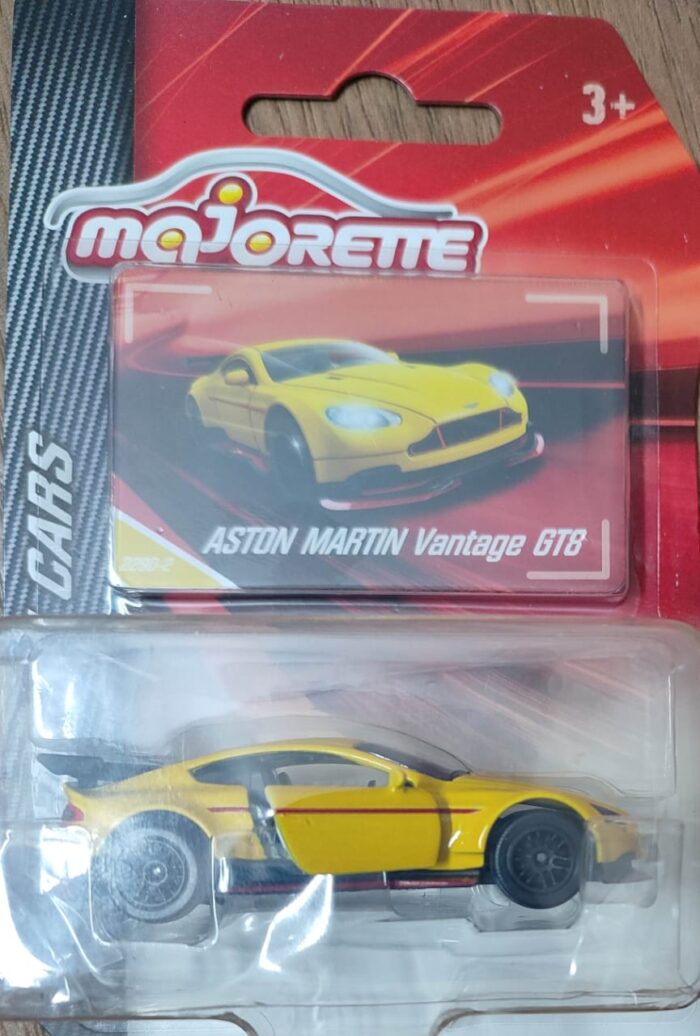 3+
majORETTE
ASTON MARTIN Vantage GT8
CARS